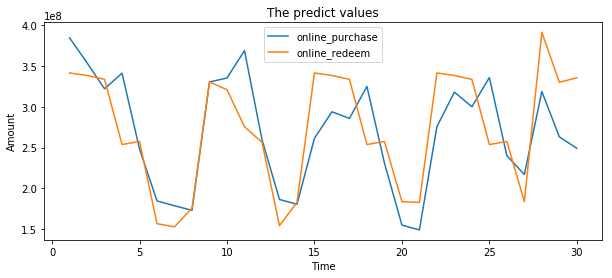 The predict values
1e8
online_purchase
online_redeem
4.0
3.5
3.0
2.5
2.0
1.5
Amount
0 5 10 15 20 25 30
Time